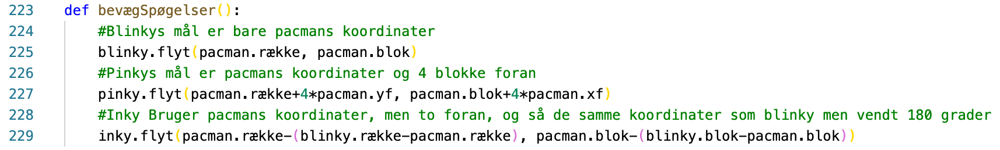 223 def bevægSpøgelser():
224 #Blinkys mål er bare pacmans koordinater
225 blinky.flyt(pacman.række, pacman.blok)
226 #Pinkys mål er pacmans koordinater og 4 blokke foran
227 pinky.flyt(pacman.række+4*pacman.yf, pacman.blok+4*pacman.xf)
228 #Inky Bruger pacmans koordinater, men to foran, og så de samme koordinater som blinky men vendt 180 grader
229 inky.flyt(pacman.række-(blinky.række-pacman.række), pacman.blok-(blinky.blok-pacman.blok))